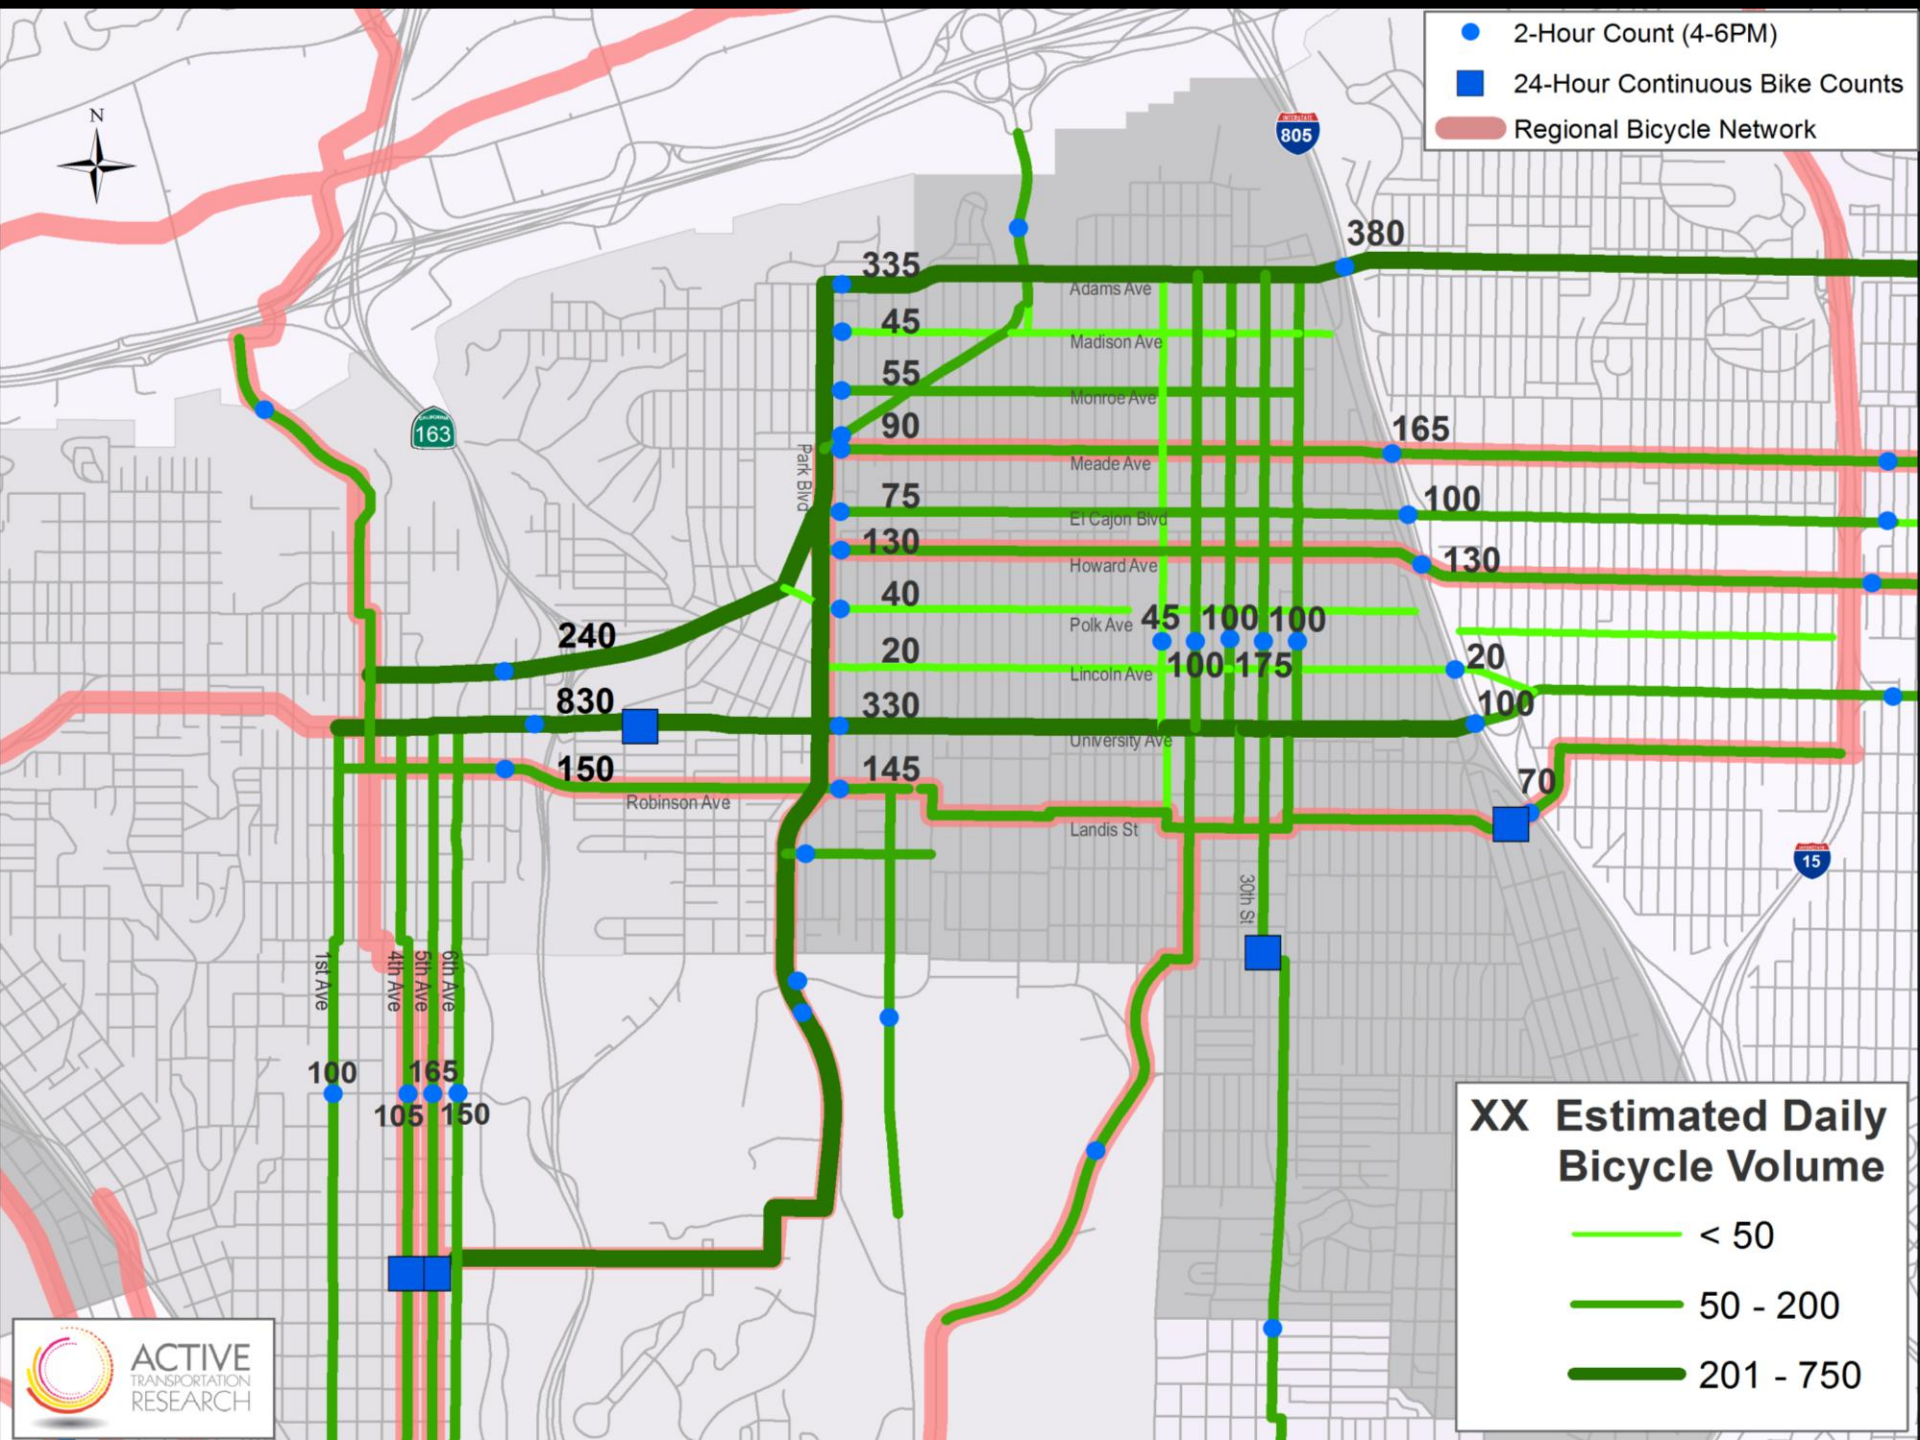 2-Hour Count (4-6PM)
24-Hour Continuous Bike Counts
Regional Bicycle Network
N
INTERSTATE
805
380
335
Adams Ave
45
Madison Ave
55
Monroe Ave
CALIFORNIA
163
90
165
Park Blvd
Meade Ave
75
100
El Cajon Blvd
130
130
Howard Ave
40
Polk Ave
45
100
100
240
20
Lincoln Ave
100
175
20
830
330
100
University Ave
150
145
70
Robinson Ave
Landis St
15
30th St
1st Ave
4th Ave
5th Ave
6th Ave
100
165
105
150
XX Estimated Daily
Bicycle Volume
< 50
50 - 200
201 - 750
ACTIVE
TRANSPORTATION
RESEARCH